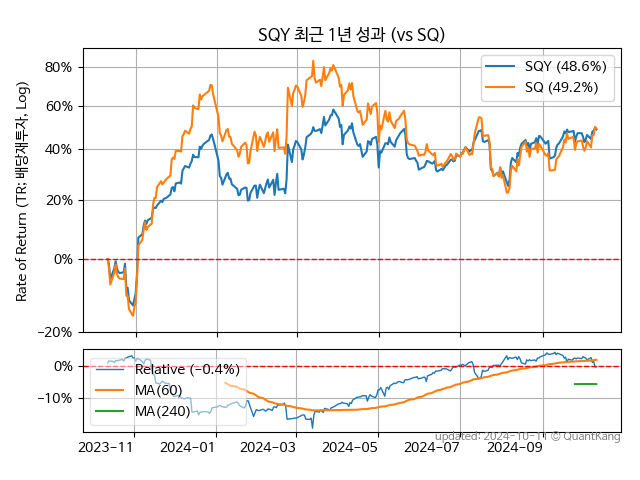 SQY 최근 1년 성과 (vs SQ)
Rate of Return (TR: 배당재투자, Log)
80%
60%
40%
20%
0%
−20%
SQY (48.6%)
SQ (49.2%)
0%
−10%
Relative (−0.4%)
MA(60)
MA(240)
2023−11
2024−01
2024−03
2024−05
2024−07
2024−09
updated: 2024-10-11 © QuantKang